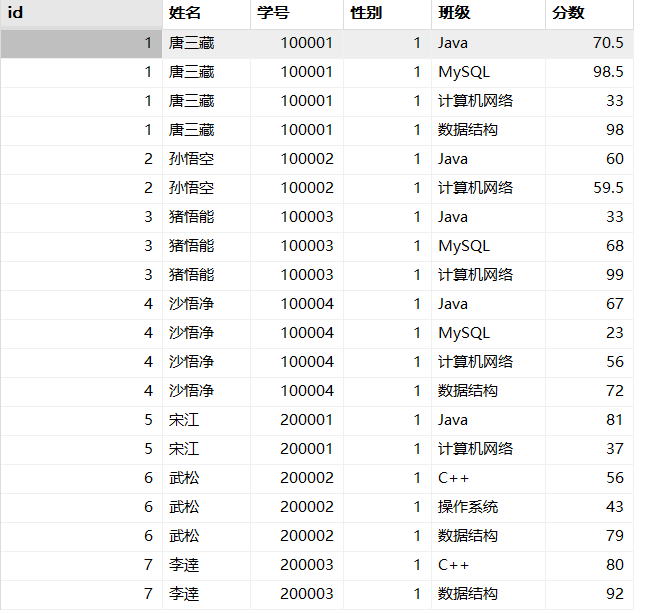 id 姓名 学号 性别 班级 分数
1 唐三藏 100001 1 Java 70.5
1 唐三藏 100001 1 MySQL 98.5
1 唐三藏 100001 1 计算机网络 33
1 唐三藏 100001 1 数据结构 98
2 孙悟空 100002 1 Java 60
2 孙悟空 100002 1 计算机网络 59.5
3 猪悟能 100003 1 Java 33
3 猪悟能 100003 1 MySQL 68
3 猪悟能 100003 1 计算机网络 99
4 沙悟净 100004 1 Java 67
4 沙悟净 100004 1 MySQL 23
4 沙悟净 100004 1 计算机网络 56
4 沙悟净 100004 1 数据结构 72
5 宋江 200001 1 Java 81
5 宋江 200001 1 计算机网络 37
6 武松 200002 1 C++ 56
6 武松 200002 1 操作系统 43
6 武松 200002 1 数据结构 79
7 李逹 200003 1 C++ 80
7 李逹 200003 1 数据结构 92